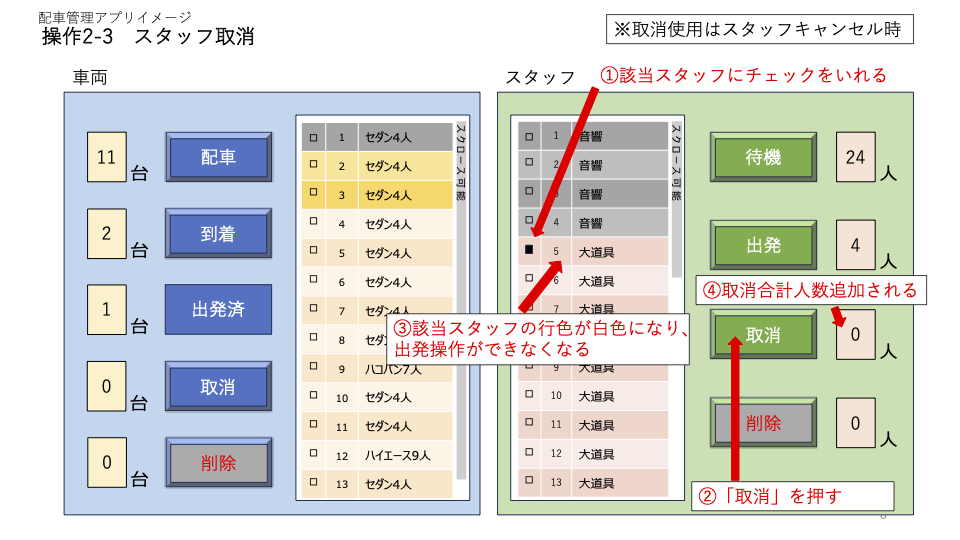 配車管理アプリイメージ
操作2-3　スタッフ取消
※取消使用はスタッフキャンセル時
車両
11
台
配車
2
台
到着
1
台
出発済
0
台
取消
0
台
削除
1 セダン4人
2 セダン4人
3 セダン4人
4 セダン4人
5 セダン4人
6 セダン4人
7 セダン4人
8 セダ
9 ハコバン7人
10 セダン4人
11 セダン4人
12 ハイエース9人
13 セダン4人
スクロース可能
スタッフ
①該当スタッフにチェックをいれる
1 音響
2 音響
音響
4 音響
5 大道具
6 大道具
7 大道具
9 大道具
10 大道具
11 大道具
12 大道具
13 大道具
スクロース可能
③該当スタッフの行色が白色になり、
出発操作ができなくなる
待機
24
人
出発
4
人
④取消合計人数追加される
取消
0
人
削除
0
人
②「取消」を押す